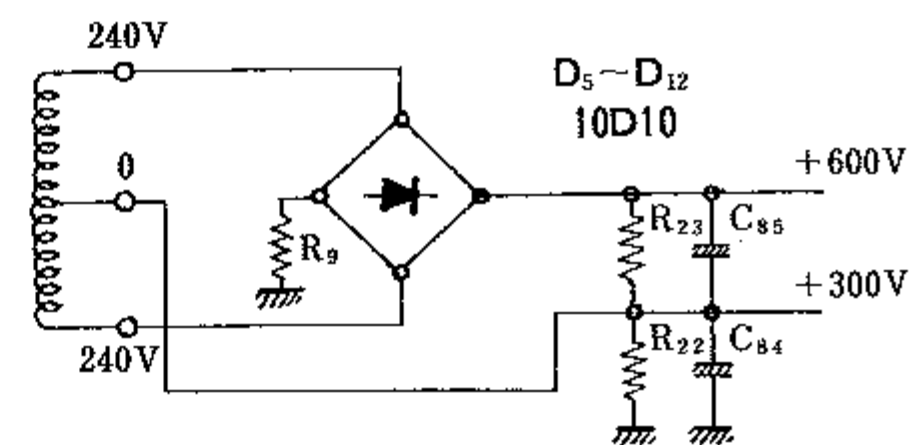 240V
0
240V
R₉
D₅～D₁₂
10D10
+600V
R₂₃ C₈₅
+300V
R₂₂ C₈₄